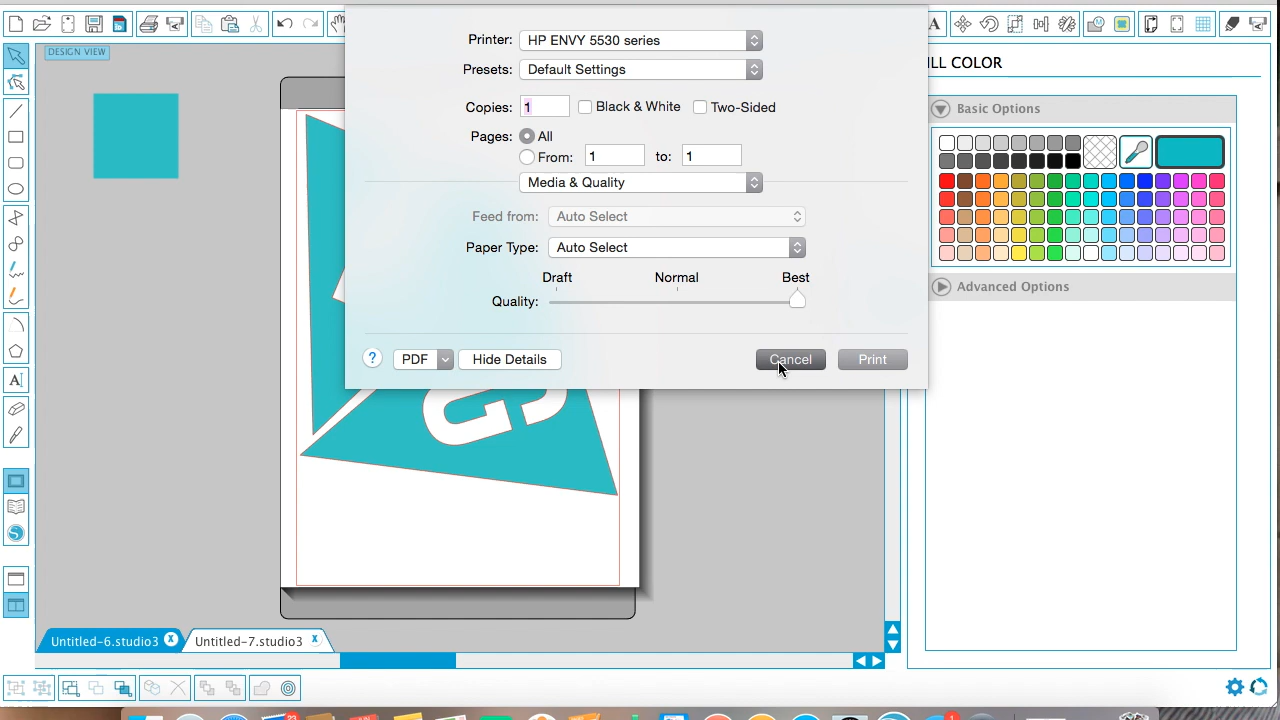 Printer: HP ENVY 5530 series
DESIGN VIEW
Presets: Default Settings
ILL COLOR
Copies: 1 Black & White Two-Sided
Basic Options
Pages: All
From: 1 to: 1
Media & Quality
Feed from: Auto Select
Paper Type: Auto Select
Draft Normal Best
Advanced Options
Quality:
? PDF Hide Details Cancel Print
G
Untitled-6.studio3 x Untitled-7.studio3 x